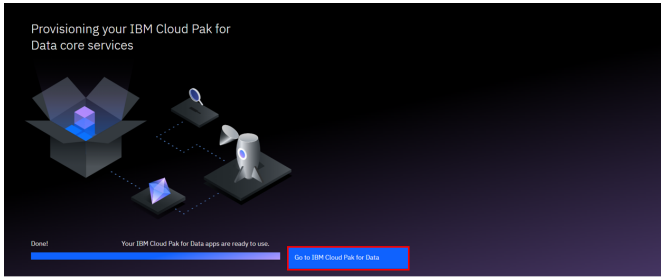 Provisioning your IBM Cloud Pak for
Data core services
Done! Your IBM Cloud Pak for Data apps are ready to use.
Go to IBM Cloud Pak for Data